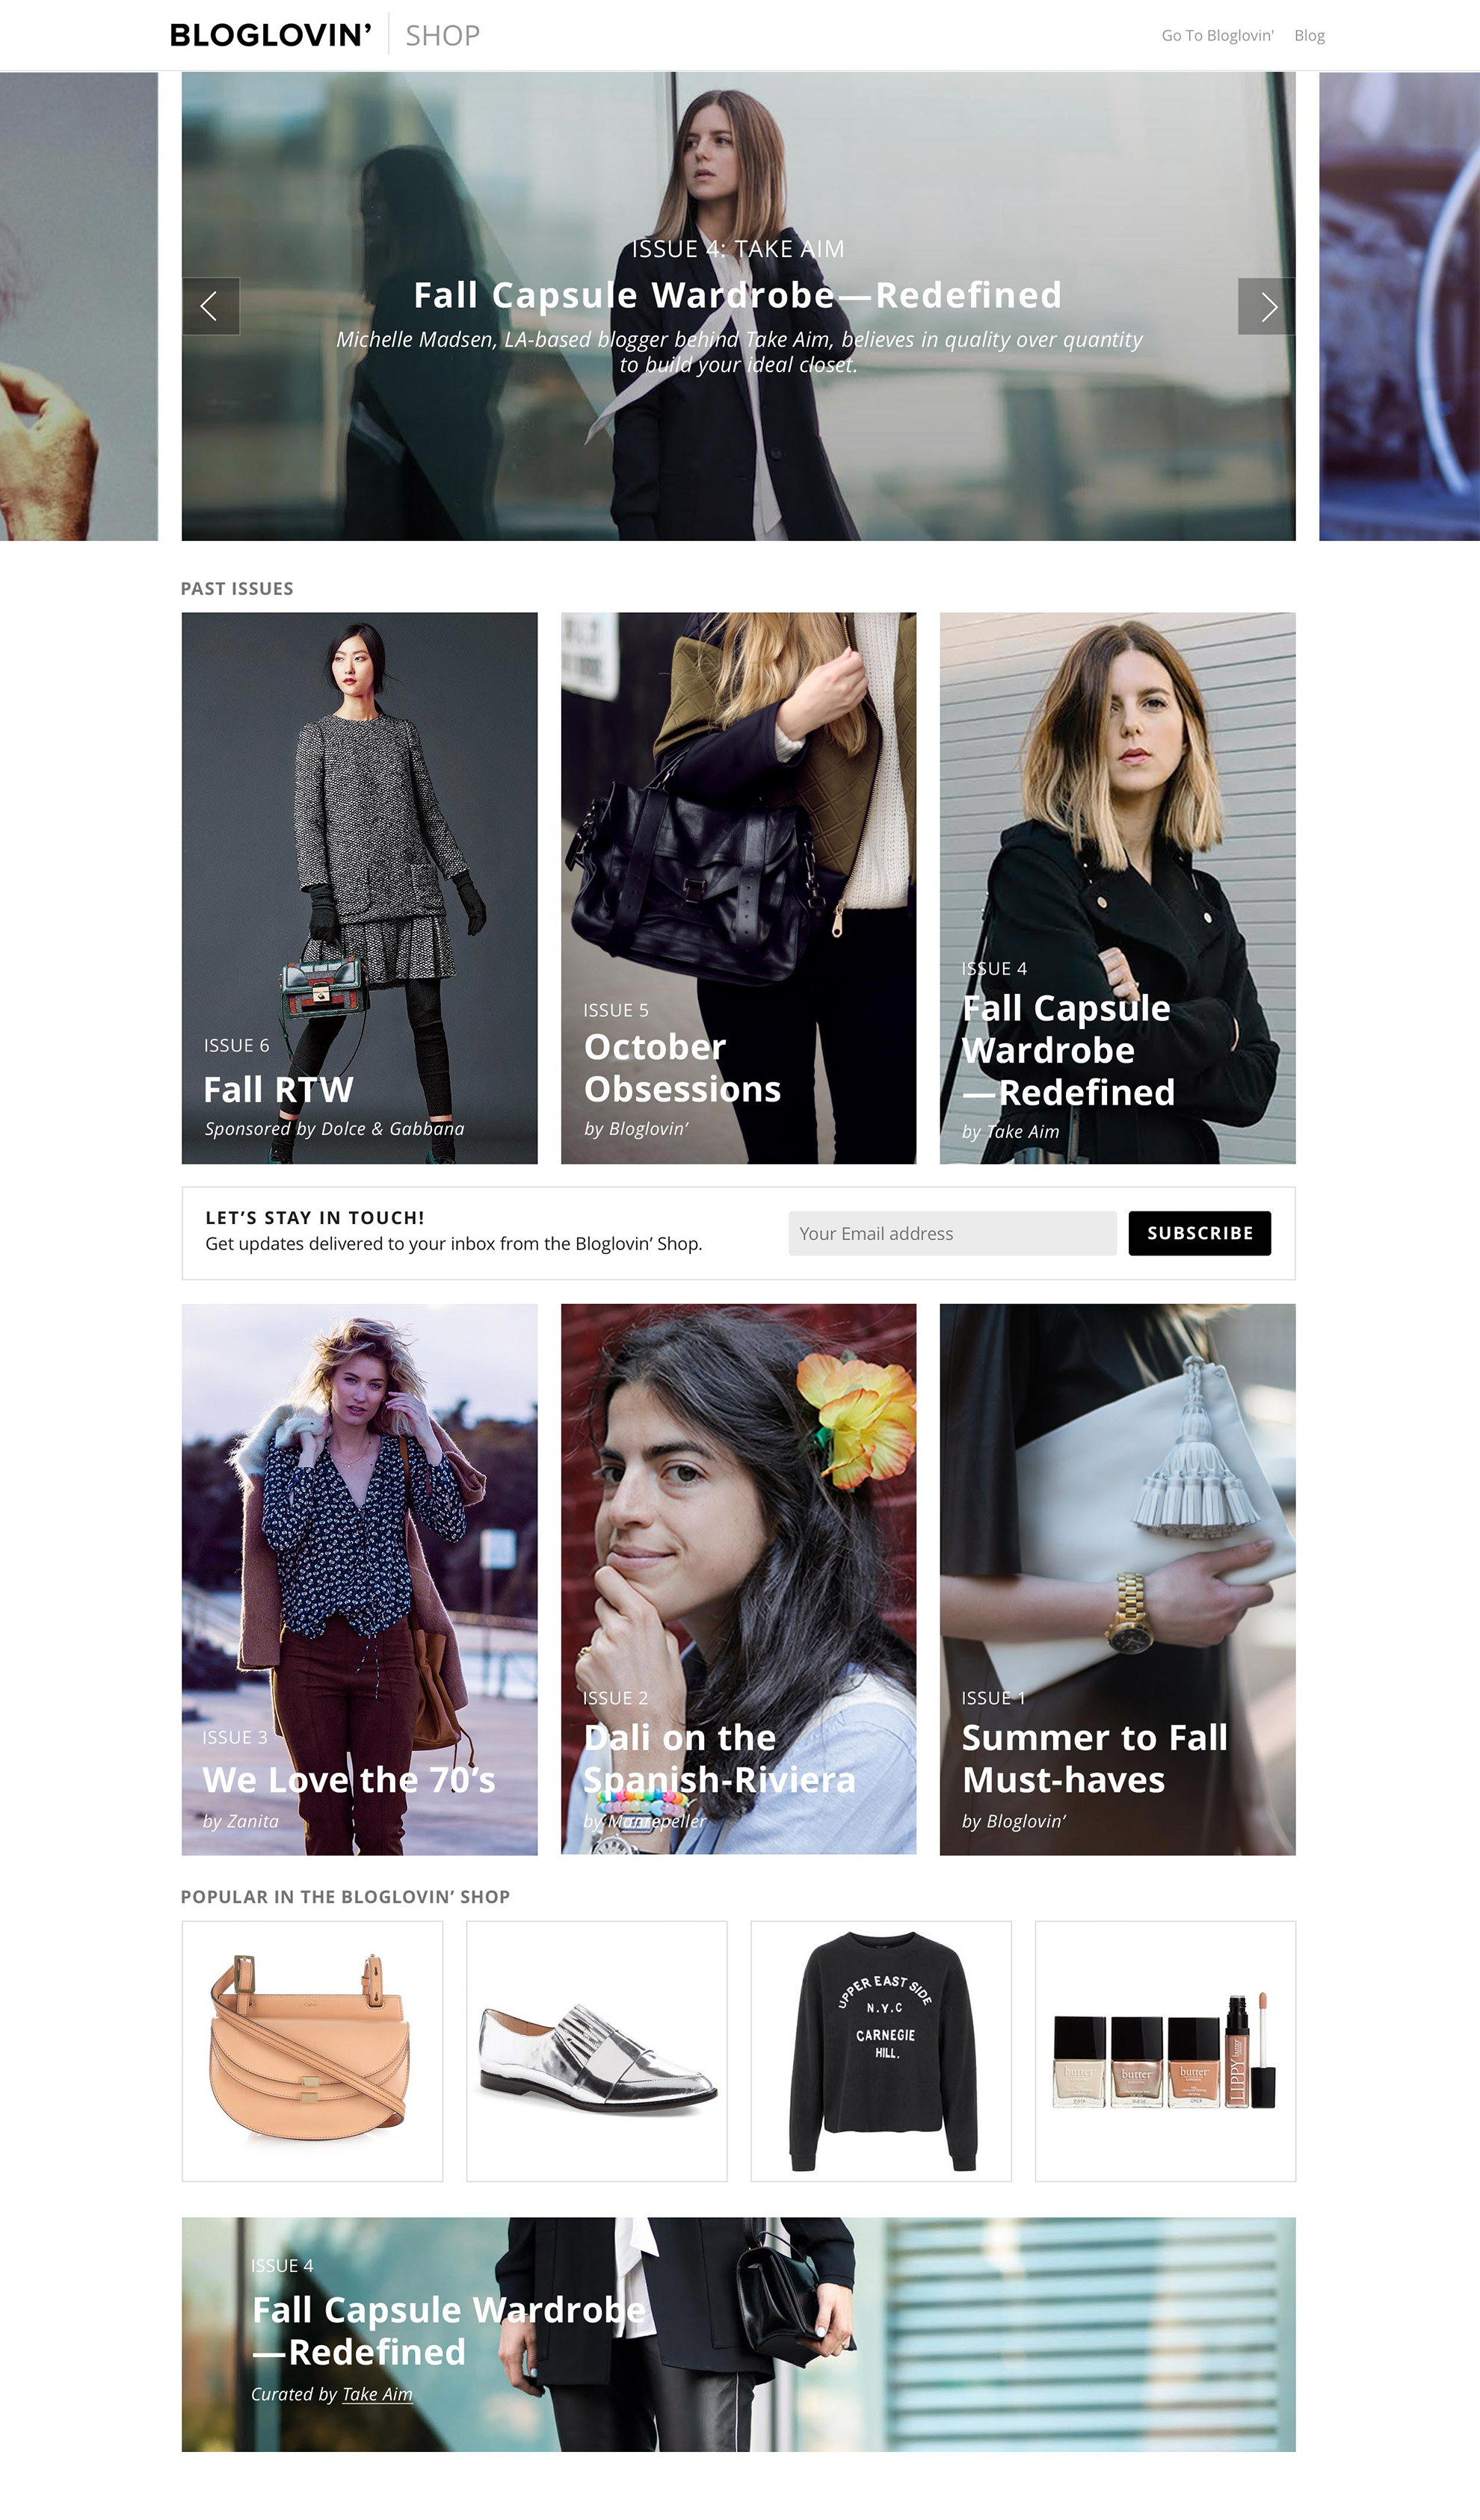 BLOGLOVIN’ SHOP
Go To Bloglovin' Blog
ISSUE 4: TAKE AIM
Fall Capsule Wardrobe—Redefined
Michelle Madsen, LA-based blogger behind Take Aim, believes in quality over quantity
to build your ideal closet.
PAST ISSUES
ISSUE 6
Fall RTW
Sponsored by Dolce & Gabbana
ISSUE 5
October
Obsessions
by Bloglovin’
ISSUE 4
Fall Capsule
Wardrobe
—Redefined
by Take Aim
LET’S STAY IN TOUCH!
Get updates delivered to your inbox from the Bloglovin’ Shop.
Your Email address
SUBSCRIBE
ISSUE 3
We Love the 70’s
by Zanita
ISSUE 2
Dali on the
Spanish-Riviera
by Manrepeller
ISSUE 1
Summer to Fall
Must-haves
by Bloglovin’
POPULAR IN THE BLOGLOVIN’ SHOP
UPPER EAST SIDE
N.Y.C
CARNEGIE
HILL.
butter
butter
butter
LIPPY butter
ISSUE 4
Fall Capsule Wardrobe
—Redefined
Curated by Take Aim